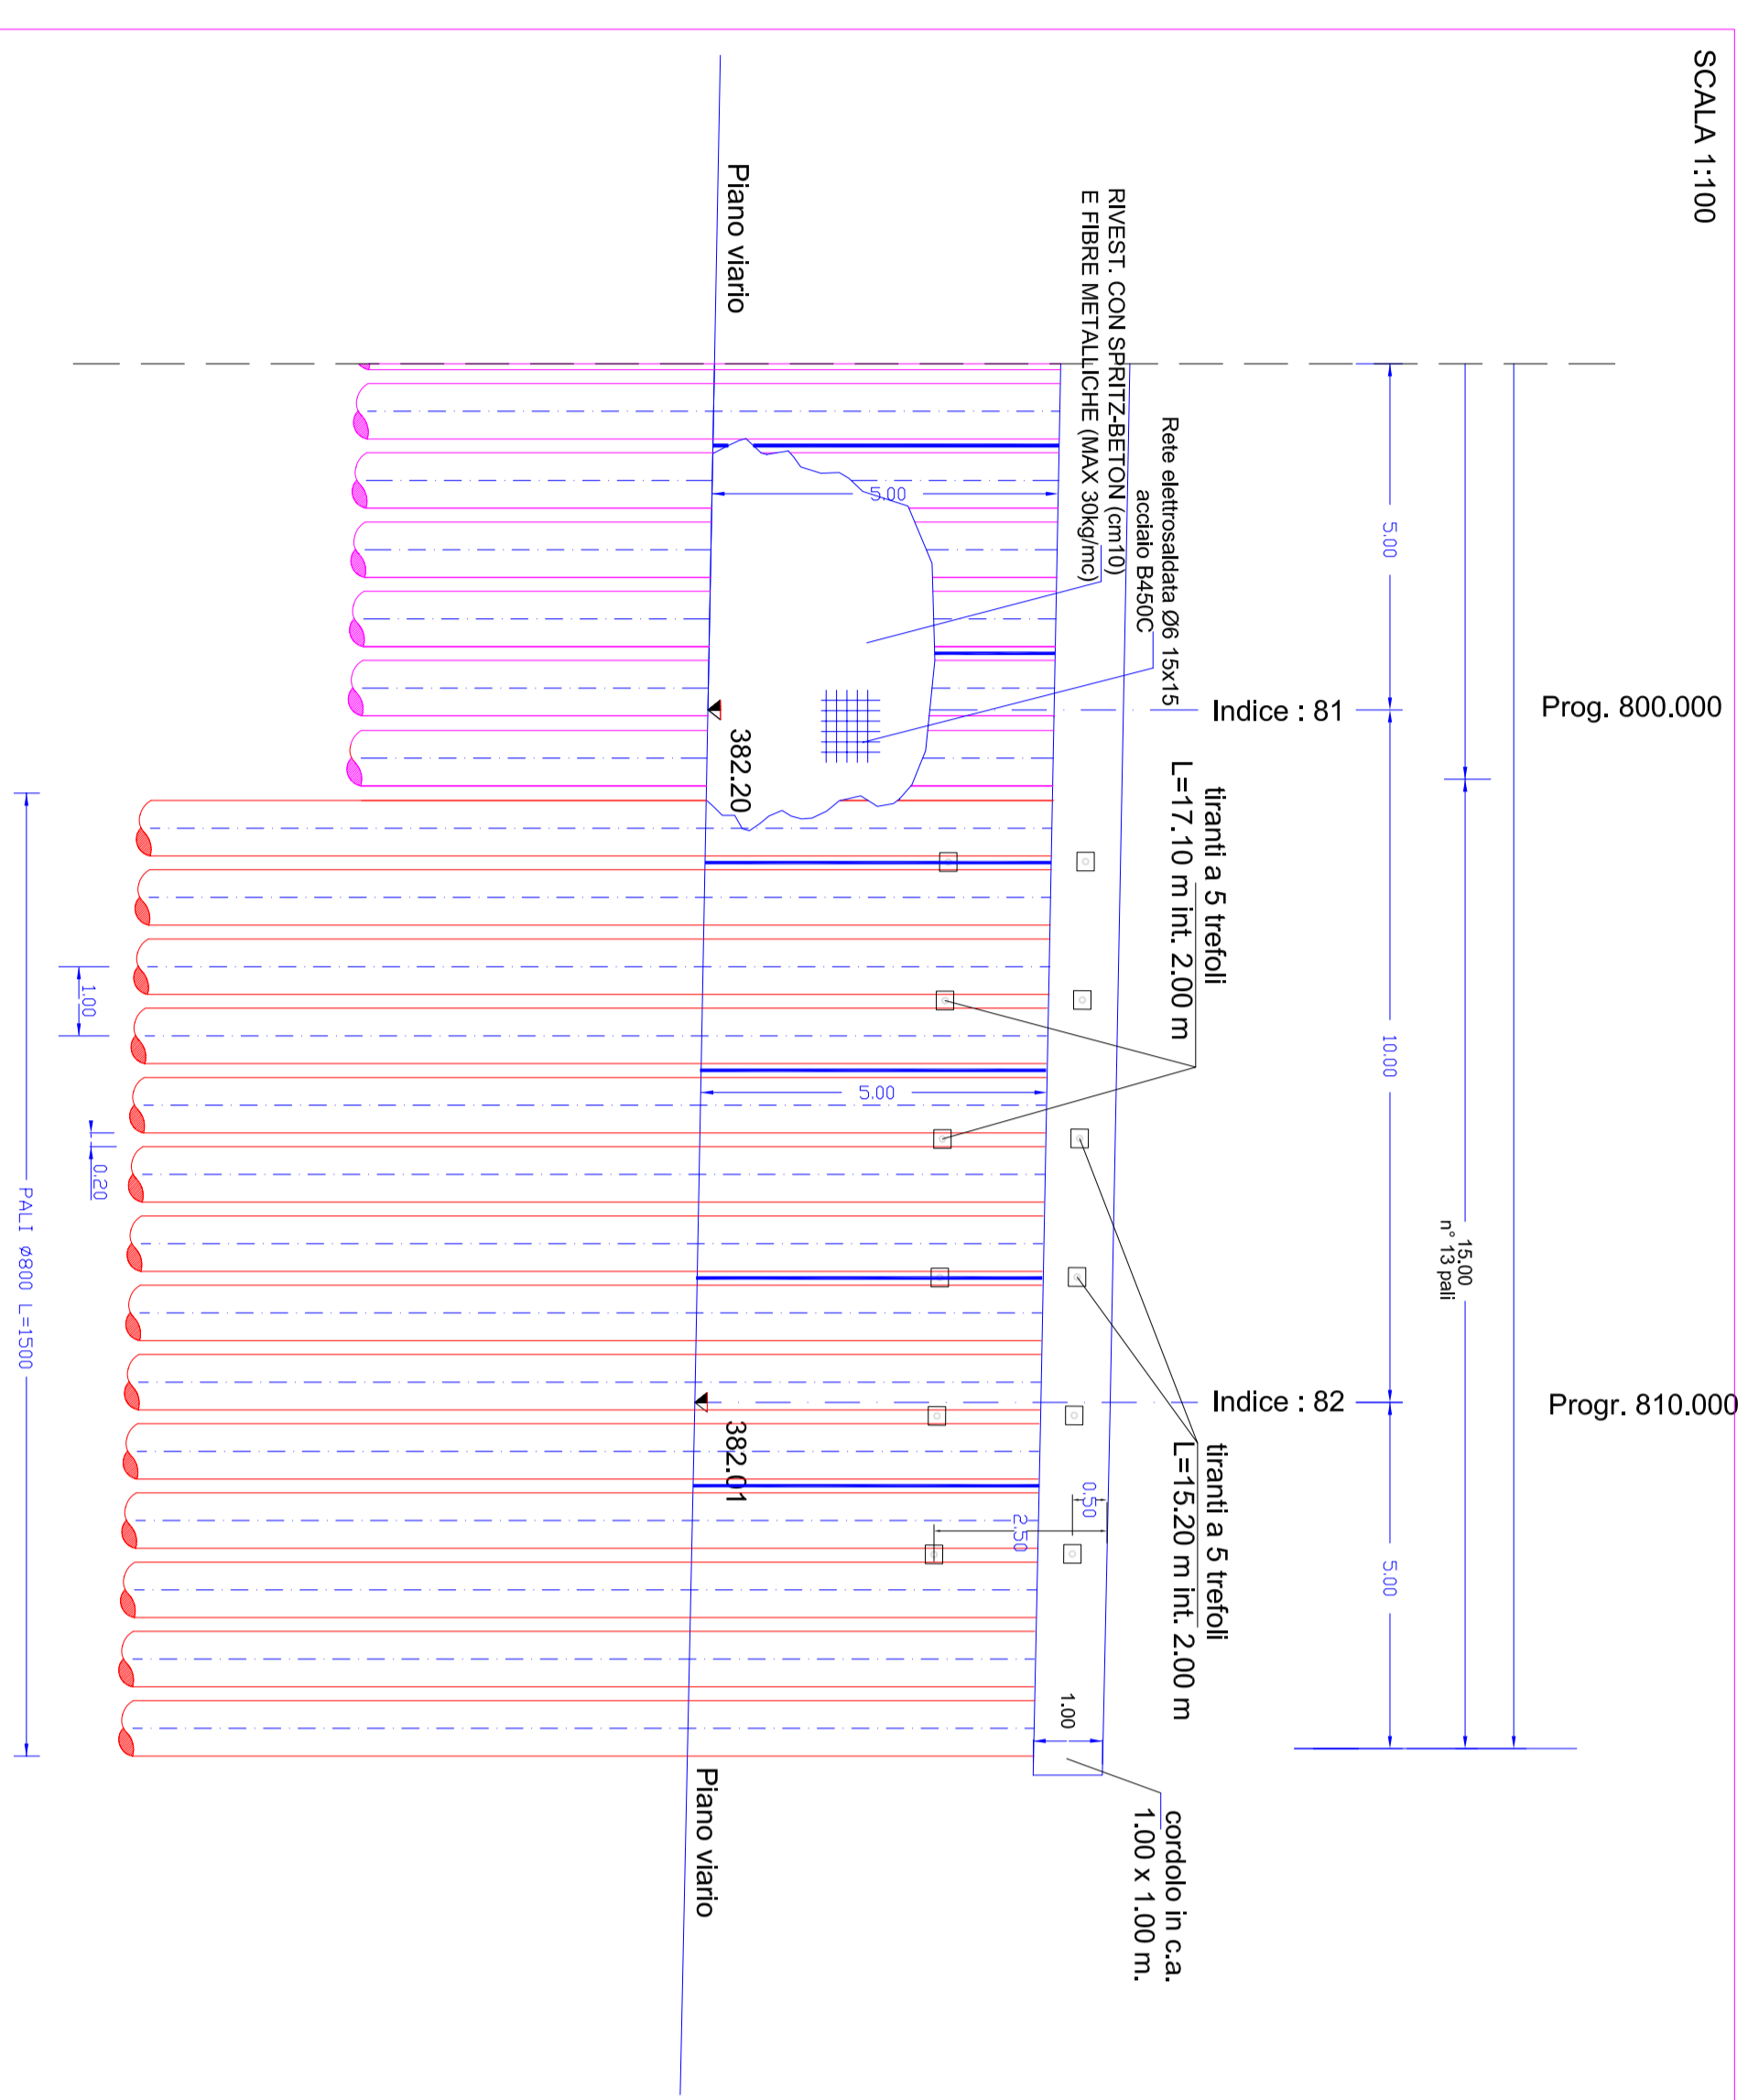 SCALA 1:100
Prog. 800.000
Progr. 810.000
15.00
n° 13 pali
5.00
10.00
5.00
Indice : 81
Indice : 82
RIVEST. CON SPRITZ-BETON (cm10)
E FIBRE METALLICHE (MAX 30kg/mc)
Rete elettrosaldata Ø6 15x15
acciaio B450C
tiranti a 5 trefoli
L=17.10 m int. 2.00 m
tiranti a 5 trefoli
L=15.20 m int. 2.00 m
cordolo in c.a.
1.00 x 1.00 m.
1.00
0.50
2.50
5.00
5.00
Piano viario
382.20
382.01
Piano viario
1.00
0.20
PALI Ø800 L=1500